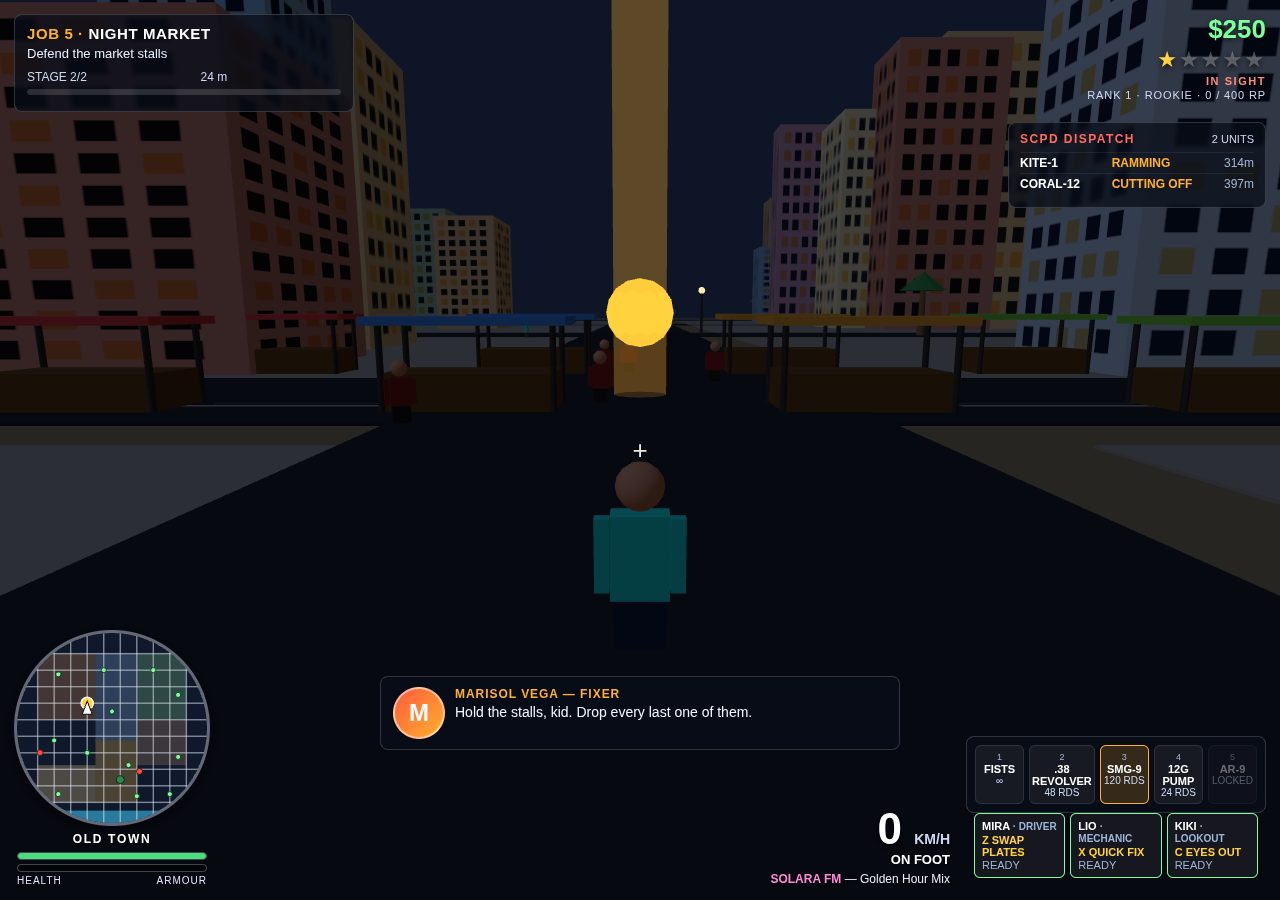 JOB 5 · NIGHT MARKET
Defend the market stalls
STAGE 2/2 24 m
$250
IN SIGHT
RANK 1 · ROOKIE · 0 / 400 RP
SCPD DISPATCH 2 UNITS
KITE-1 RAMMING 314m
CORAL-12 CUTTING OFF 397m
M
MARISOL VEGA — FIXER
Hold the stalls, kid. Drop every last one of them.
OLD TOWN
HEALTH ARMOUR
0 KM/H
ON FOOT
SOLARA FM — Golden Hour Mix
1
FISTS
∞
2
.38
REVOLVER
48 RDS
3
SMG-9
120 RDS
4
12G
PUMP
24 RDS
5
AR-9
LOCKED
MIRA · DRIVER
Z SWAP
PLATES
READY
LIO ·
MECHANIC
X QUICK FIX
READY
KIKI ·
LOOKOUT
C EYES OUT
READY